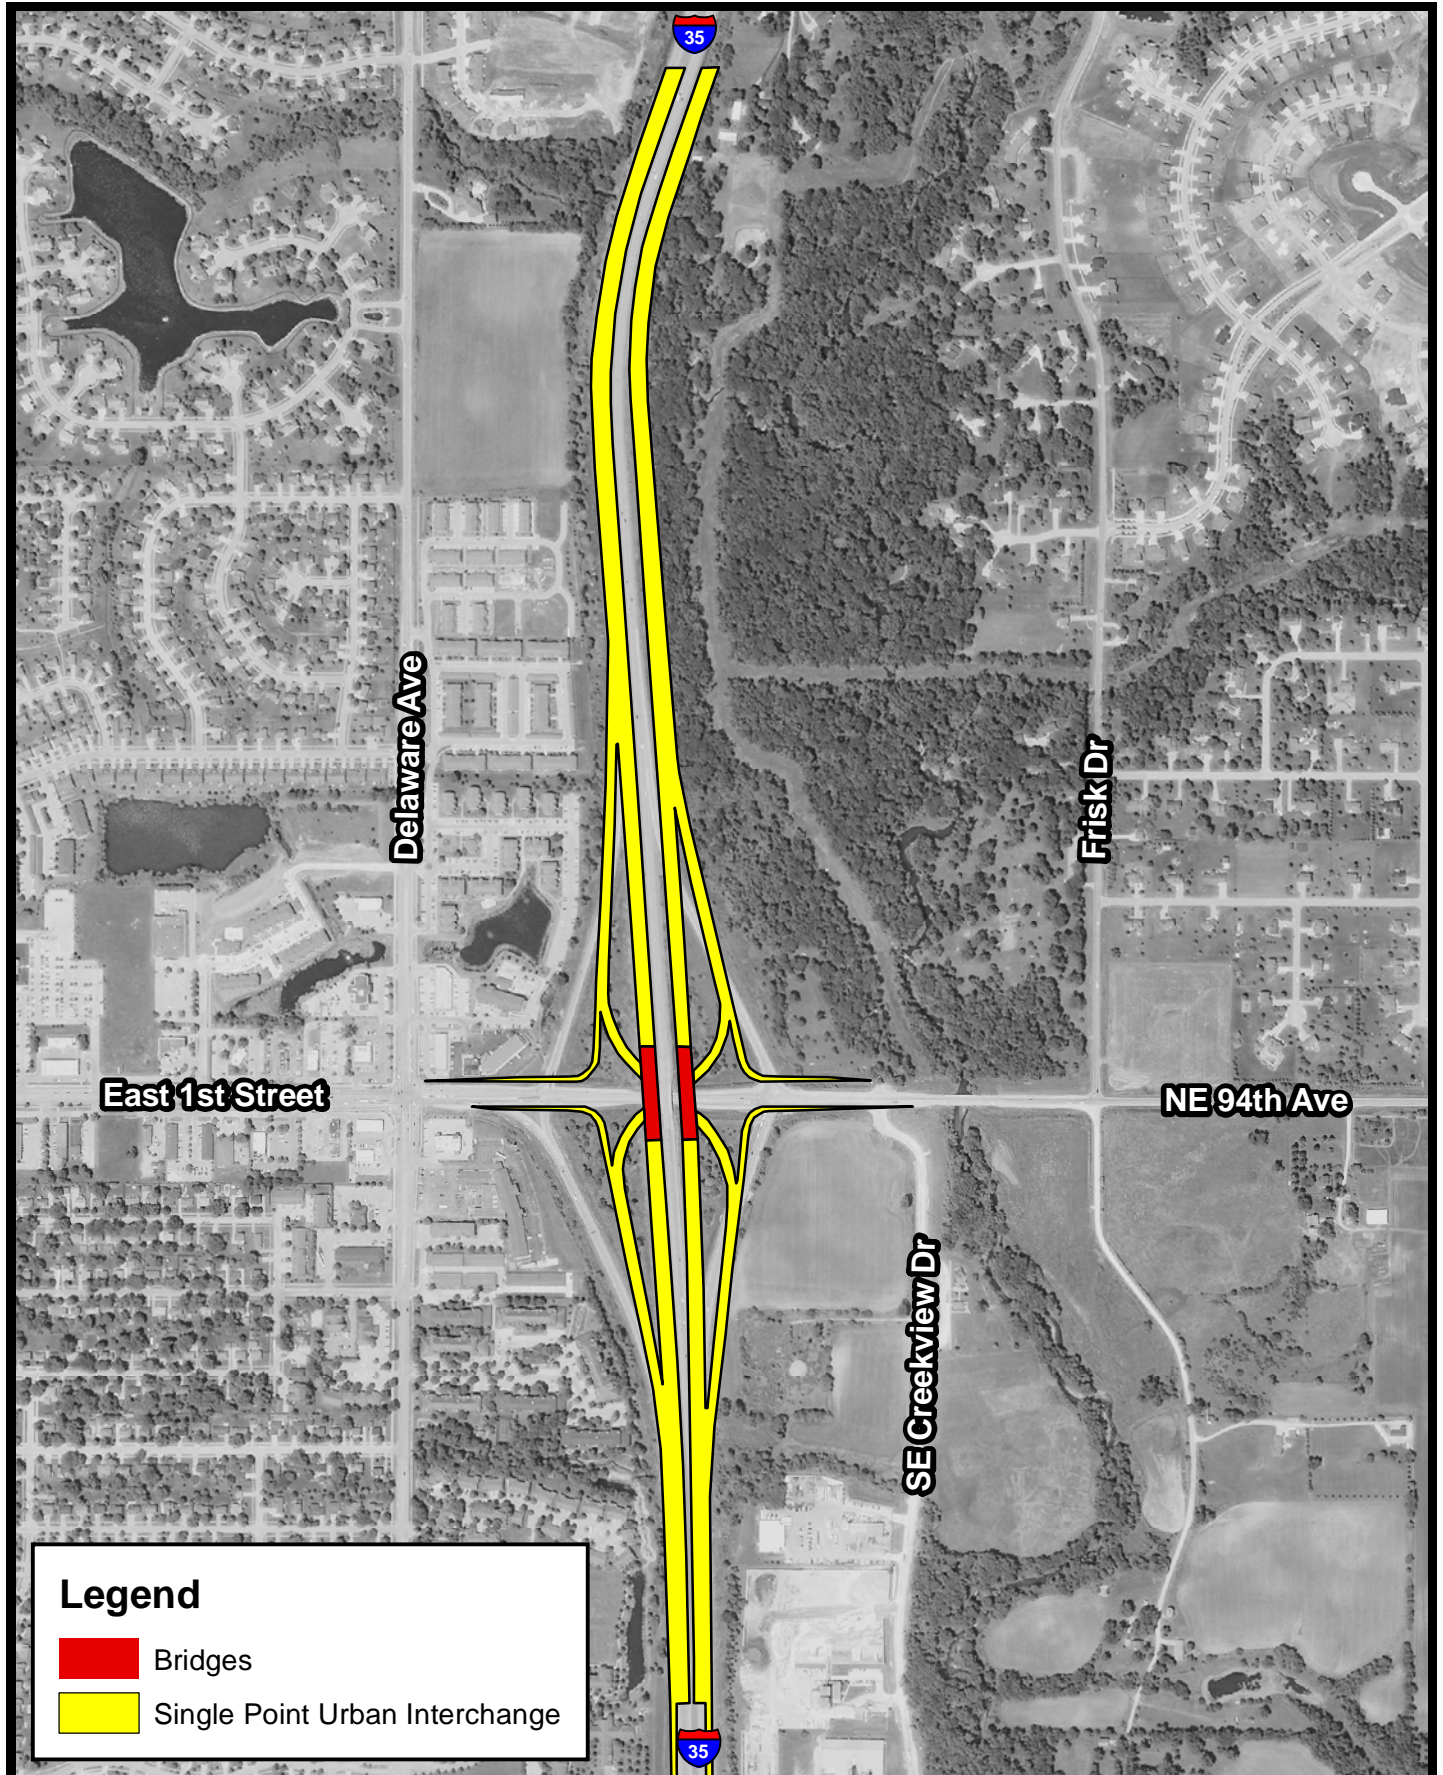 35
Delaware Ave
Frisk Dr
East 1st Street
NE 94th Ave
SE Creekview Dr
Legend
Bridges
Single Point Urban Interchange
35